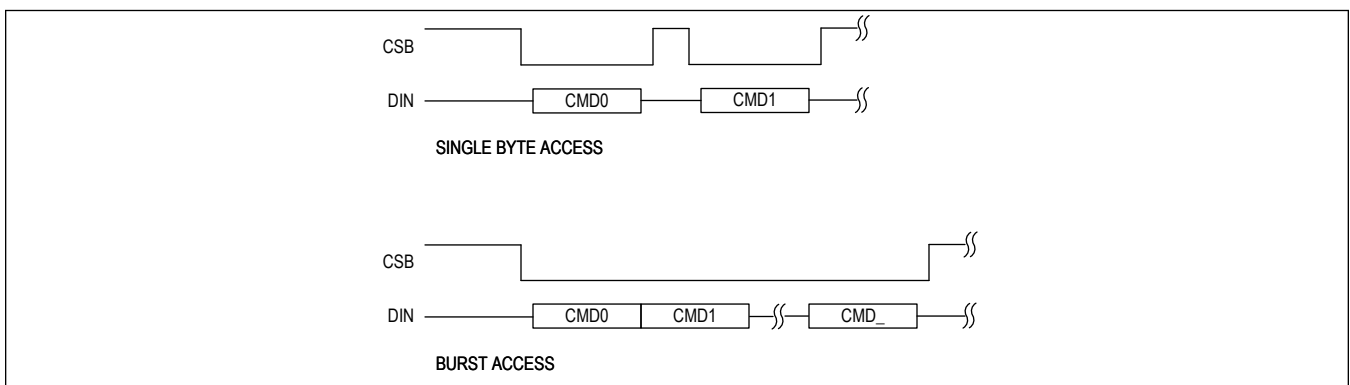 CSB
DIN CMD0 CMD1
SINGLE BYTE ACCESS
CSB
DIN CMD0 CMD1 CMD_
BURST ACCESS